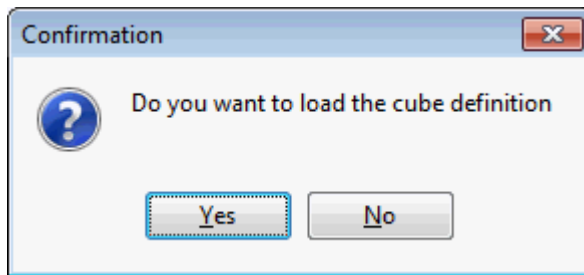 Confirmation
Do you want to load the cube definition
Yes
No